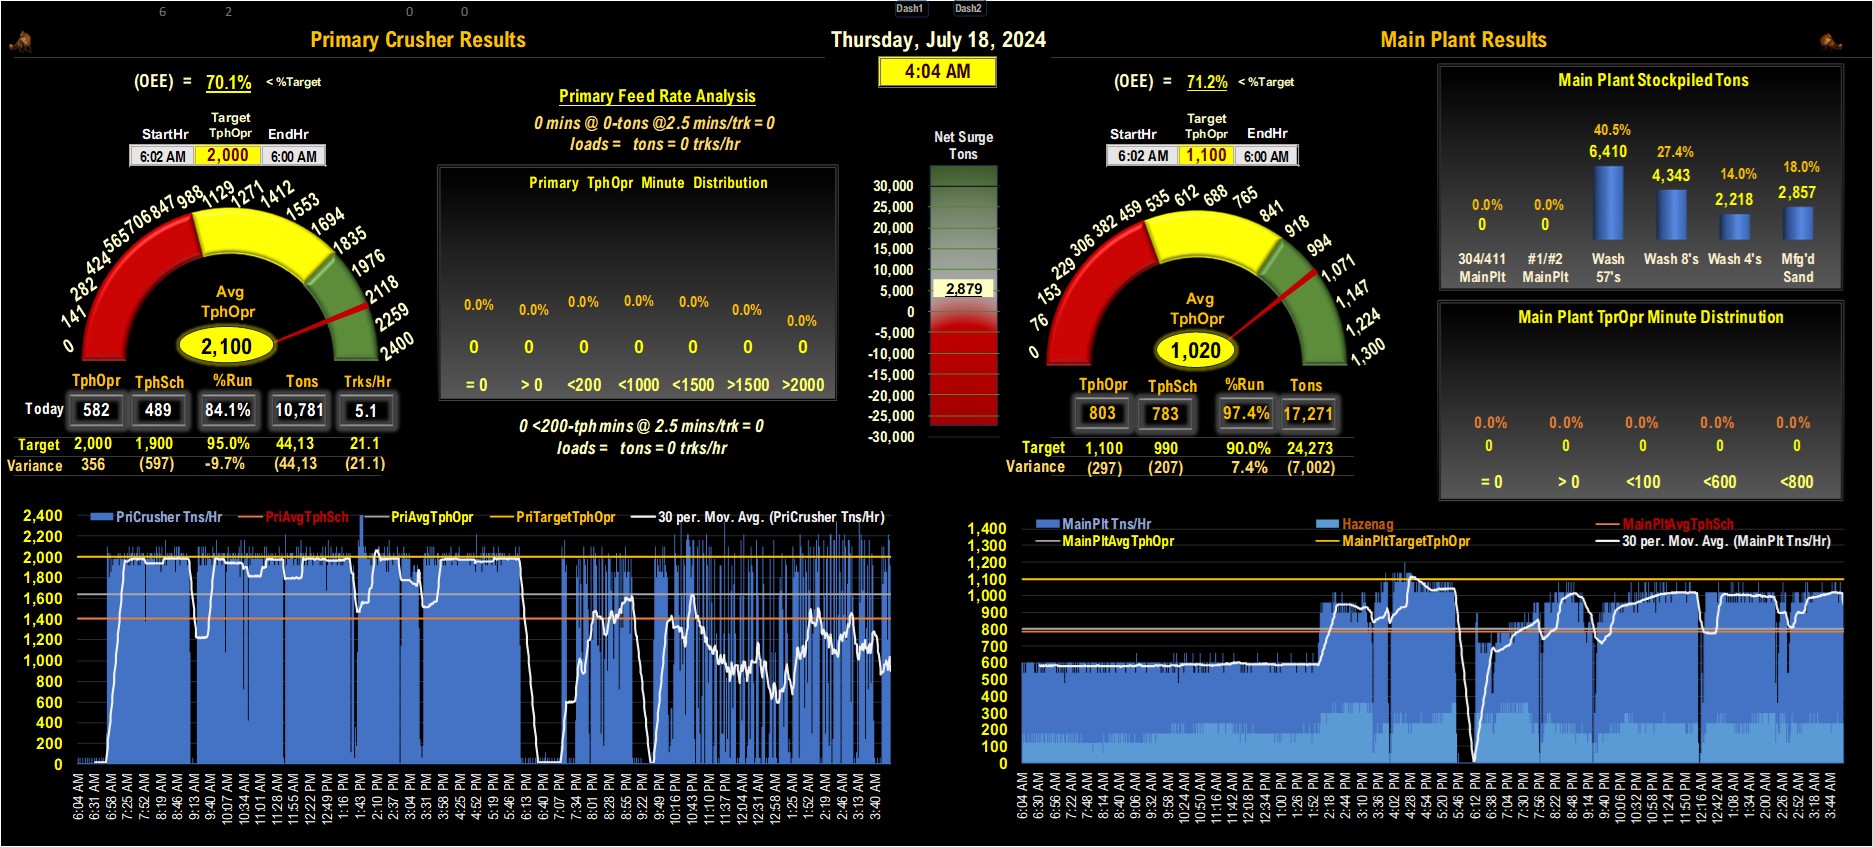 6 2 0 0 Dash1 Dash2
Primary Crusher Results
Thursday, July 18, 2024
Main Plant Results
4:04 AM
(OEE) = 70.1% < %Target
Target
StartHr TphOpr EndHr
6:02 AM 2,000 6:00 AM
0 141 282 424 565 706 847 988 1129 1271 1412 1553 1694 1835 1976 2118 2259 2400
Avg
TphOpr
2,100
TphOpr TphSch %Run Tons Trks/Hr
Today 582 489 84.1% 10,781 5.1
Target 2,000 1,900 95.0% 44,13 21.1
Variance 356 (597) -9.7% (44,13 (21.1)
Primary Feed Rate Analysis
0 mins @ 0-tons @2.5 mins/trk = 0
loads = tons = 0 trks/hr
Primary TphOpr Minute Distribution
0.0% 0.0% 0.0% 0.0% 0.0% 0.0% 0.0%
0 0 0 0 0 0 0
= 0 > 0 <200 <1000 <1500 >1500 >2000
0 <200-tph mins @ 2.5 mins/trk = 0
loads = tons = 0 trks/hr
Net Surge
Tons
30,000
25,000
20,000
15,000
10,000
5,000
2,879
0
-5,000
-10,000
-15,000
-20,000
-25,000
-30,000
(OEE) = 71.2% < %Target
Target
StartHr TphOpr EndHr
6:02 AM 1,100 6:00 AM
0 76 153 229 306 382 459 535 612 688 765 841 918 994 1,071 1,147 1,224 1,300
Avg
TphOpr
1,020
TphOpr TphSch %Run Tons
803 783 97.4% 17,271
Target 1,100 990 90.0% 24,273
Variance (297) (207) 7.4% (7,002)
Main Plant Stockpiled Tons
0.0% 0.0% 40.5% 27.4% 14.0% 18.0%
0 0 6,410 4,343 2,218 2,857
304/411 #1/#2 Wash Wash 8's Wash 4's Mfg'd
MainPlt MainPlt 57's Sand
Main Plant TprOpr Minute Distrinution
0.0% 0.0% 0.0% 0.0% 0.0%
0 0 0 0 0
= 0 > 0 <100 <600 <800
PriCrusher Tns/Hr PriAvgTphSch PriAvgTphOpr PriTargetTphOpr 30 per. Mov. Avg. (PriCrusher Tns/Hr)
2,400
2,200
2,000
1,800
1,600
1,400
1,200
1,000
800
600
400
200
0
6:04 AM 6:31 AM 6:58 AM 7:25 AM 7:52 AM 8:19 AM 8:46 AM 9:13 AM 9:40 AM 10:07 AM 10:34 AM 11:01 AM 11:28 AM 11:55 AM 12:22 PM 12:49 PM 1:16 PM 1:43 PM 2:10 PM 2:37 PM 3:04 PM 3:31 PM 3:58 PM 4:25 PM 4:52 PM 5:19 PM 5:46 PM 6:13 PM 6:40 PM 7:07 PM 7:34 PM 8:01 PM 8:28 PM 8:55 PM 9:22 PM 9:49 PM 10:16 PM 10:43 PM 11:10 PM 11:37 PM 12:04 AM 12:31 AM 12:58 AM 1:25 AM 1:52 AM 2:19 AM 2:46 AM 3:13 AM 3:40 AM
MainPlt Tns/Hr Hazenag MainPltAvgTphSch
MainPltAvgTphOpr MainPltTargetTphOpr 30 per. Mov. Avg. (MainPlt Tns/Hr)
1,400
1,300
1,200
1,100
1,000
900
800
700
600
500
400
300
200
100
0
6:04 AM 6:30 AM 6:56 AM 7:22 AM 7:48 AM 8:14 AM 8:40 AM 9:06 AM 9:32 AM 9:58 AM 10:24 AM 10:50 AM 11:16 AM 11:42 AM 12:08 PM 12:34 PM 1:00 PM 1:26 PM 1:52 PM 2:18 PM 2:44 PM 3:10 PM 3:36 PM 4:02 PM 4:28 PM 4:54 PM 5:20 PM 5:46 PM 6:12 PM 6:38 PM 7:04 PM 7:30 PM 7:56 PM 8:22 PM 8:48 PM 9:14 PM 9:40 PM 10:06 PM 10:32 PM 10:58 PM 11:24 PM 11:50 PM 12:16 AM 12:42 AM 1:08 AM 1:34 AM 2:00 AM 2:26 AM 2:52 AM 3:18 AM 3:44 AM